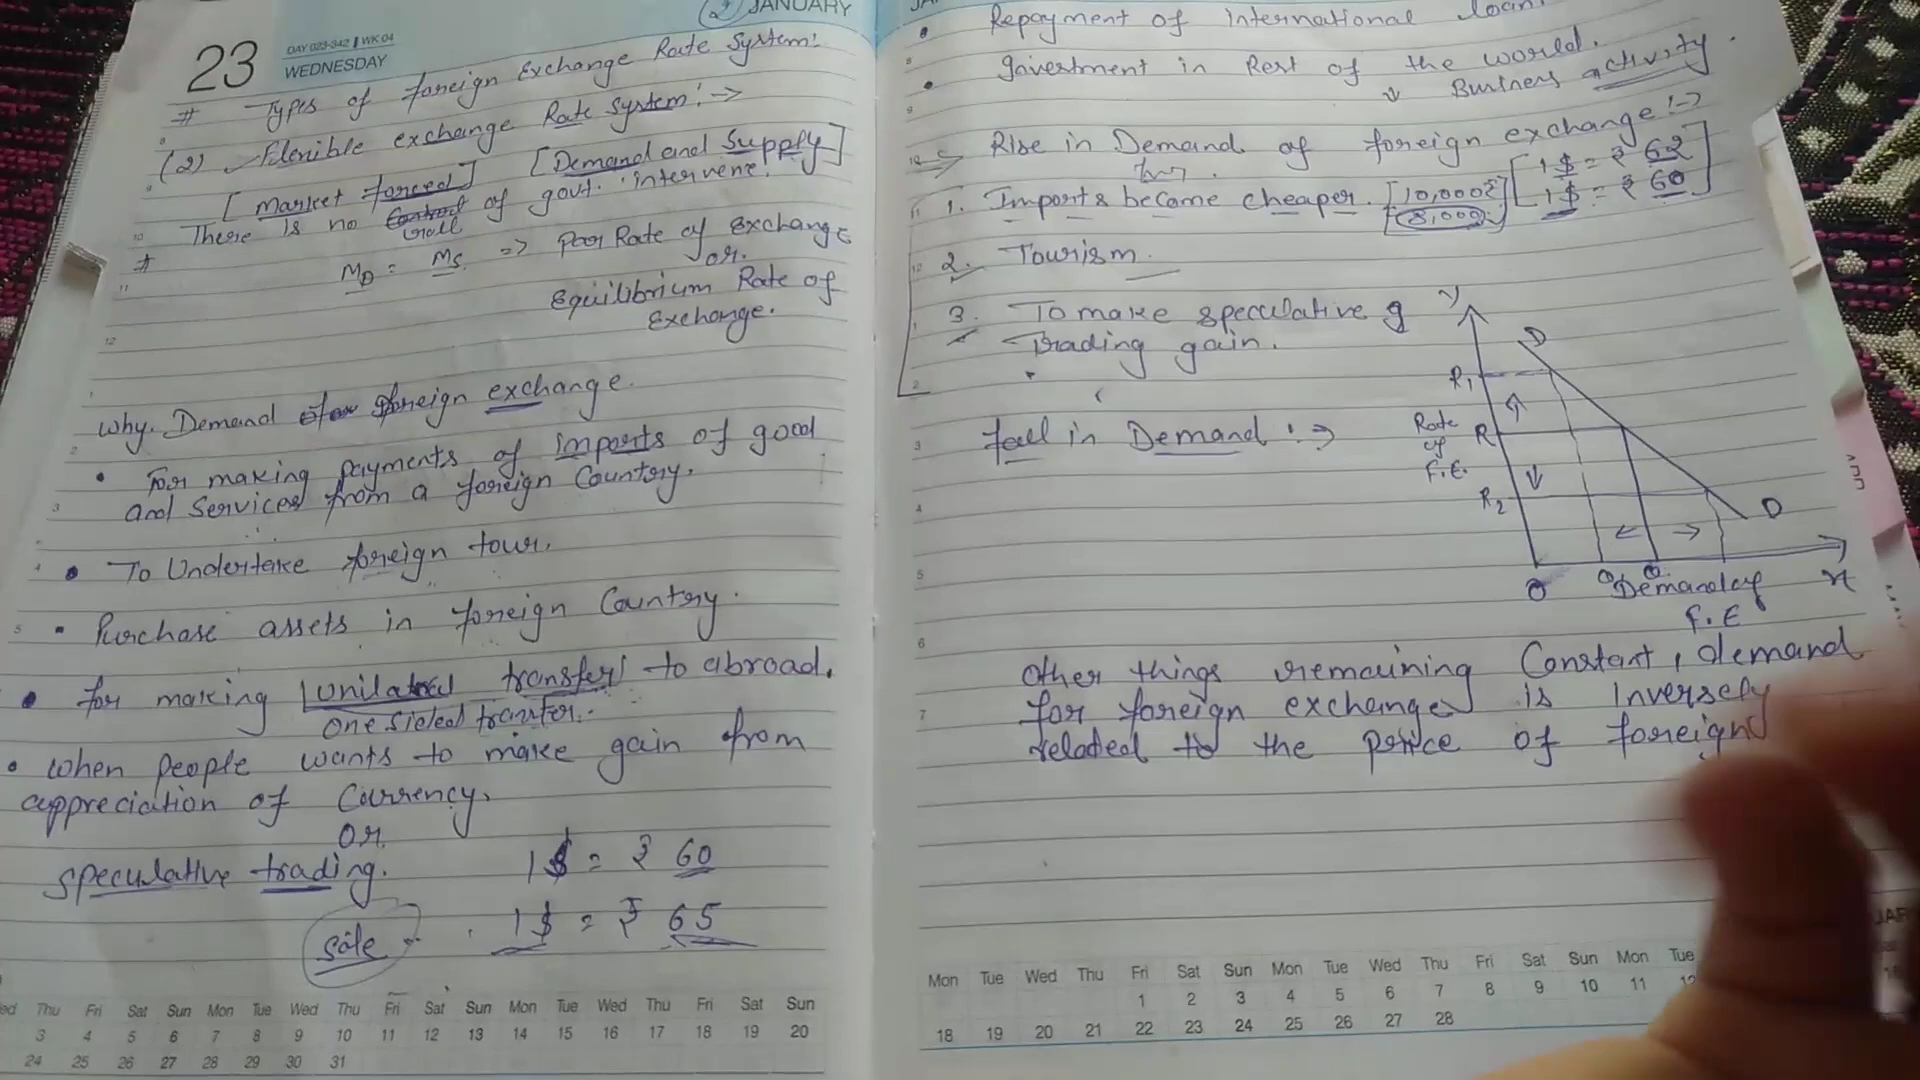 JANUARY
23
DAY 023-342 | WK 04
WEDNESDAY
# Types of foreign Exchange Rate System:
(2) Flexible exchange Rate System:→
[Market forced] [Demand and Supply]
There is no roll of govt. intervene.
# MD = MS => Parr Rate of Exchange
or.
Equilibrium Rate of
Exchange.
Why. Demand foreign exchange.
• For making payments of imports of good
and Services from a foreign Country.
• To Undertake foreign tour.
• Purchase assets in foreign Country.
• for making unilateral transfer to abroad.
one sided transfer.
• When people wants to make gain from
appreciation of Currency.
Or.
Speculative trading.
1$ = ₹ 60
sale
1$ = ₹ 65
Thu Fri Sat Sun Mon Tue Wed Thu Fri Sat Sun Mon Tue Wed Thu Fri Sat Sun
3 4 5 6 7 8 9 10 11 12 13 14 15 16 17 18 19 20
24 25 26 27 28 29 30 31
• Repayment of international loan.
• investment in Rest of the world.
↓ Business activity
Rise in Demand of foreign exchange:→
1. Imports become cheaper. [10,000₹] [1$ = ₹ 62
[8,000] 1$ = ₹ 60]
2. Tourism.
3. To make speculative
Trading gain.
Y
D
R1
fall in Demand:→
Rate
of
F.E.
R
R2
D
O
Demand of
F.E
X
Other things remaining Constant, demand
for foreign exchange is inversely
related to the price of foreign
Mon Tue Wed Thu Fri Sat Sun Mon Tue Wed Thu Fri Sat Sun Mon Tue
1 2 3 4 5 6 7 8 9 10 11 12
18 19 20 21 22 23 24 25 26 27 28